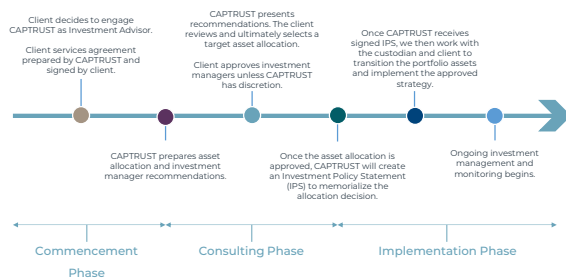 Client decides to engage
CAPTRUST as Investment Advisor.
Client services agreement
prepared by CAPTRUST and
signed by client.
CAPTRUST prepares asset
allocation and investment
manager recommendations.
CAPTRUST presents
recommendations. The client
reviews and ultimately selects a
target asset allocation.
Client approves investment
managers unless CAPTRUST
has discretion.
Once the asset allocation is
approved, CAPTRUST will create
an Investment Policy Statement
(IPS) to memorialize the
allocation decision.
Once CAPTRUST receives
signed IPS, we then work with
the custodian and client to
transition the portfolio assets
and implement the approved
strategy.
Ongoing investment
management and
monitoring begins.
Commencement
Phase
Consulting Phase
Implementation Phase